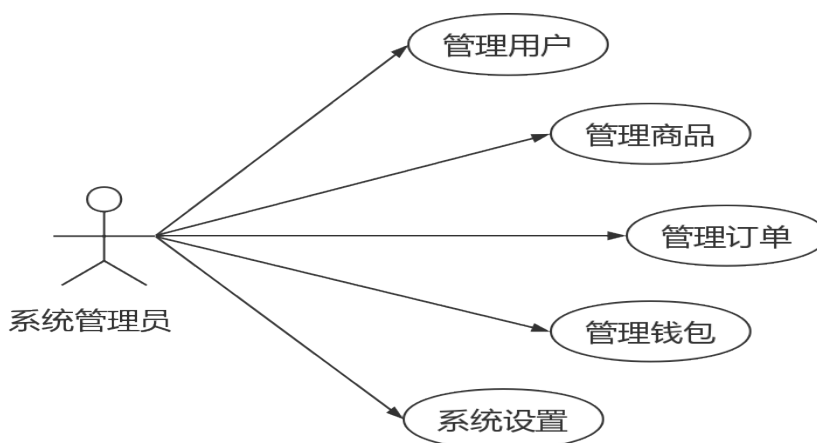 管理用户
管理商品
管理订单
系统管理员
管理钱包
系统设置